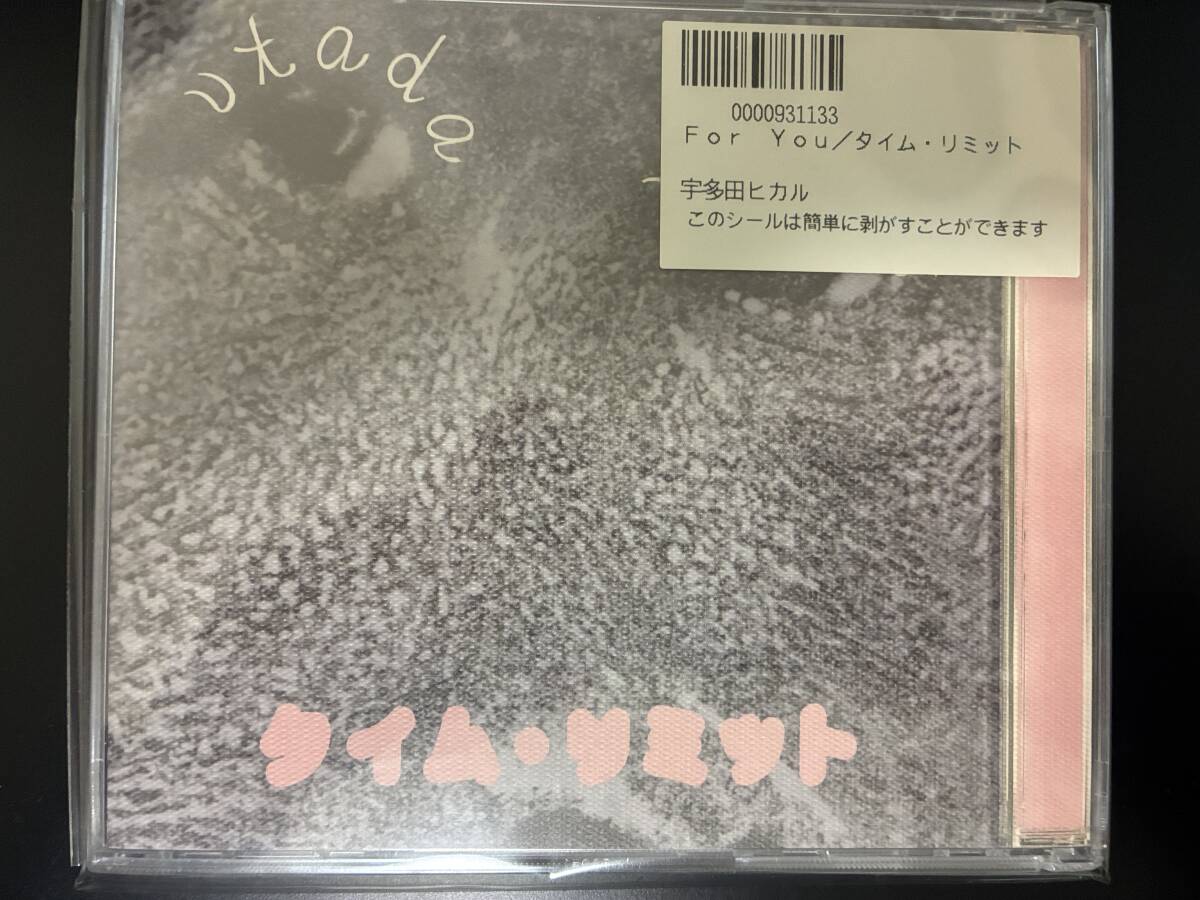 utada
0000931133
Ｆｏｒ　Ｙｏｕ／タイム・リミット
宇多田ヒカル
このシールは簡単に剥がすことができます
タイム・リミット